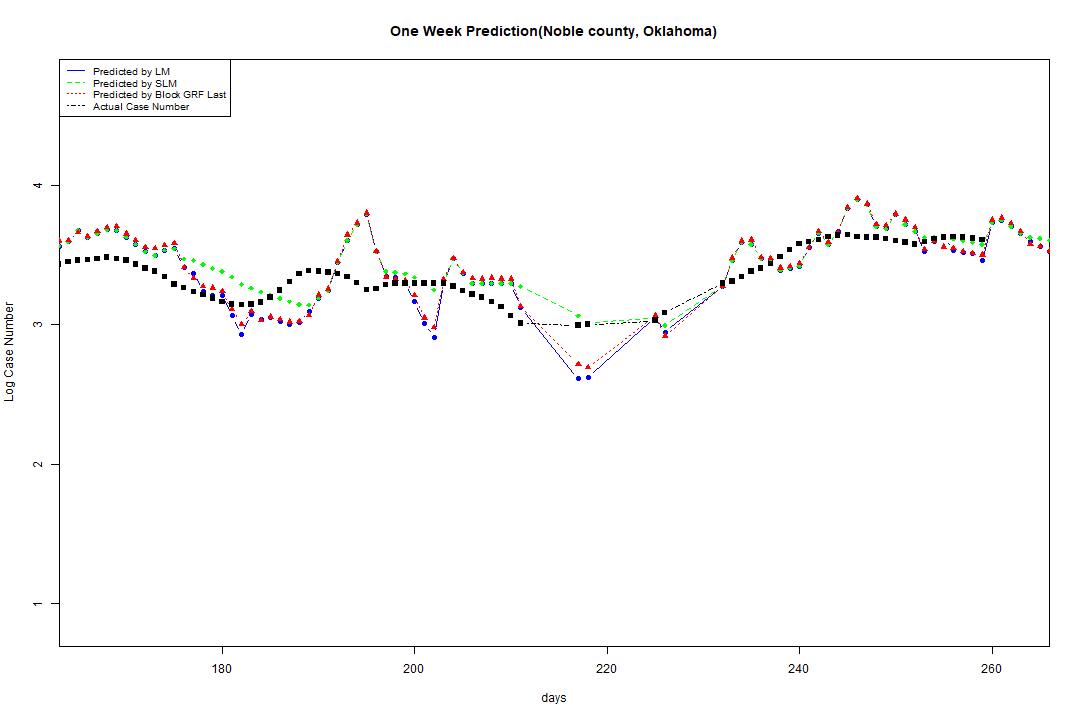 One Week Prediction(Noble county, Oklahoma)
Predicted by LM
Predicted by SLM
Predicted by Block GRF Last
Actual Case Number
4
3
2
1
Log Case Number
180 200 220 240 260
days